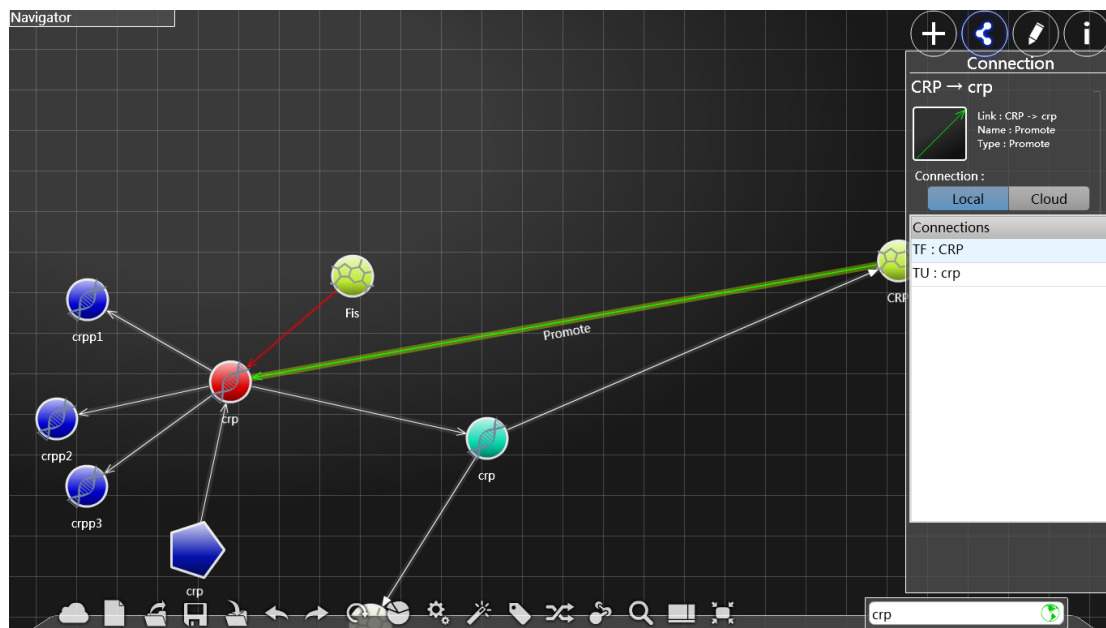 Navigator
Connection
CRP → crp
Link : CRP -> crp
Name : Promote
Type : Promote
Connection :
Local
Cloud
Connections
TF : CRP
TU : crp
Fis
CRP
crpp1
Promote
crp
crpp2
crp
crpp3
crp
crp